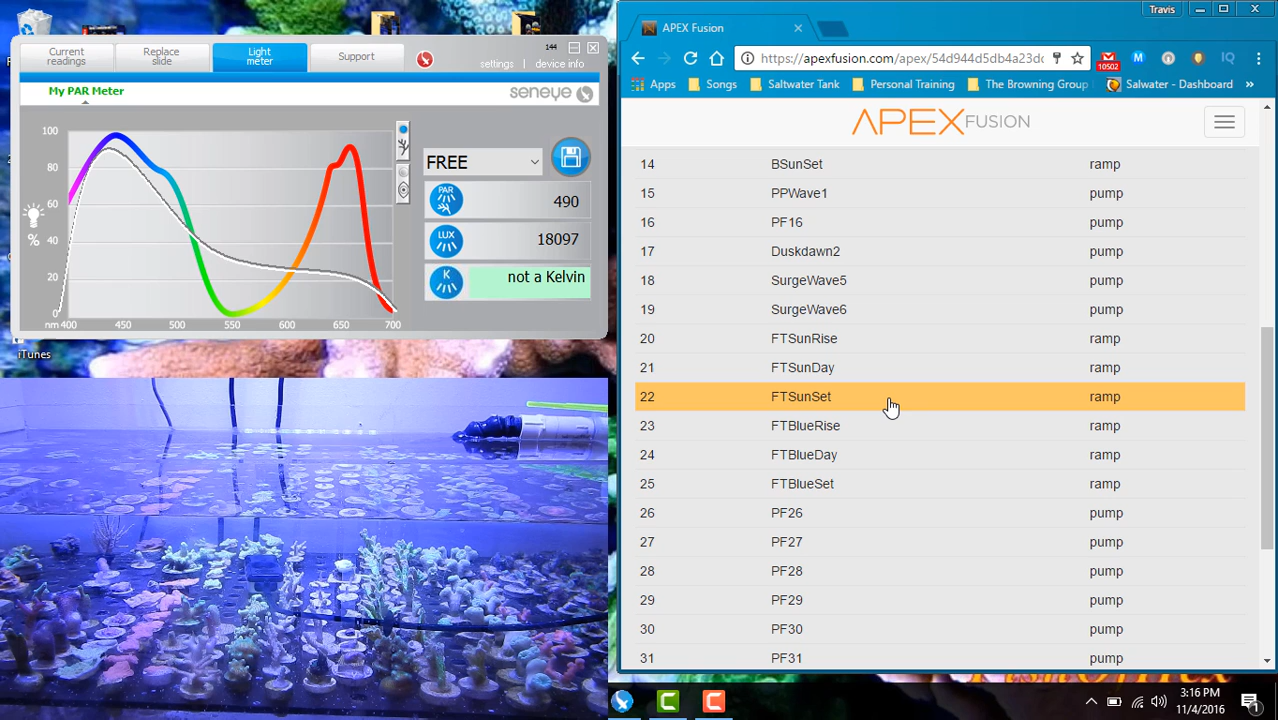 144
Current readings
Replace slide
Light meter
Support
settings | device info
My PAR Meter
seneye
100
80
60
40
20
0
%
nm 400 450 500 550 600 650 700
FREE
PAR 490
LUX 18097
K not a Kelvin
iTunes
Travis
APEX Fusion
https://apexfusion.com/apex/54d944d5db4a23dc
10502
M
IQ
Apps
Songs
Saltwater Tank
Personal Training
The Browning Group
Salwater - Dashboard
»
APEX FUSION
14 BSunSet ramp
15 PPWave1 pump
16 PF16 pump
17 Duskdawn2 pump
18 SurgeWave5 pump
19 SurgeWave6 pump
20 FTSunRise ramp
21 FTSunDay ramp
22 FTSunSet ramp
23 FTBlueRise ramp
24 FTBlueDay ramp
25 FTBlueSet ramp
26 PF26 pump
27 PF27 pump
28 PF28 pump
29 PF29 pump
30 PF30 pump
31 PF31 pump
3:16 PM
11/4/2016
1